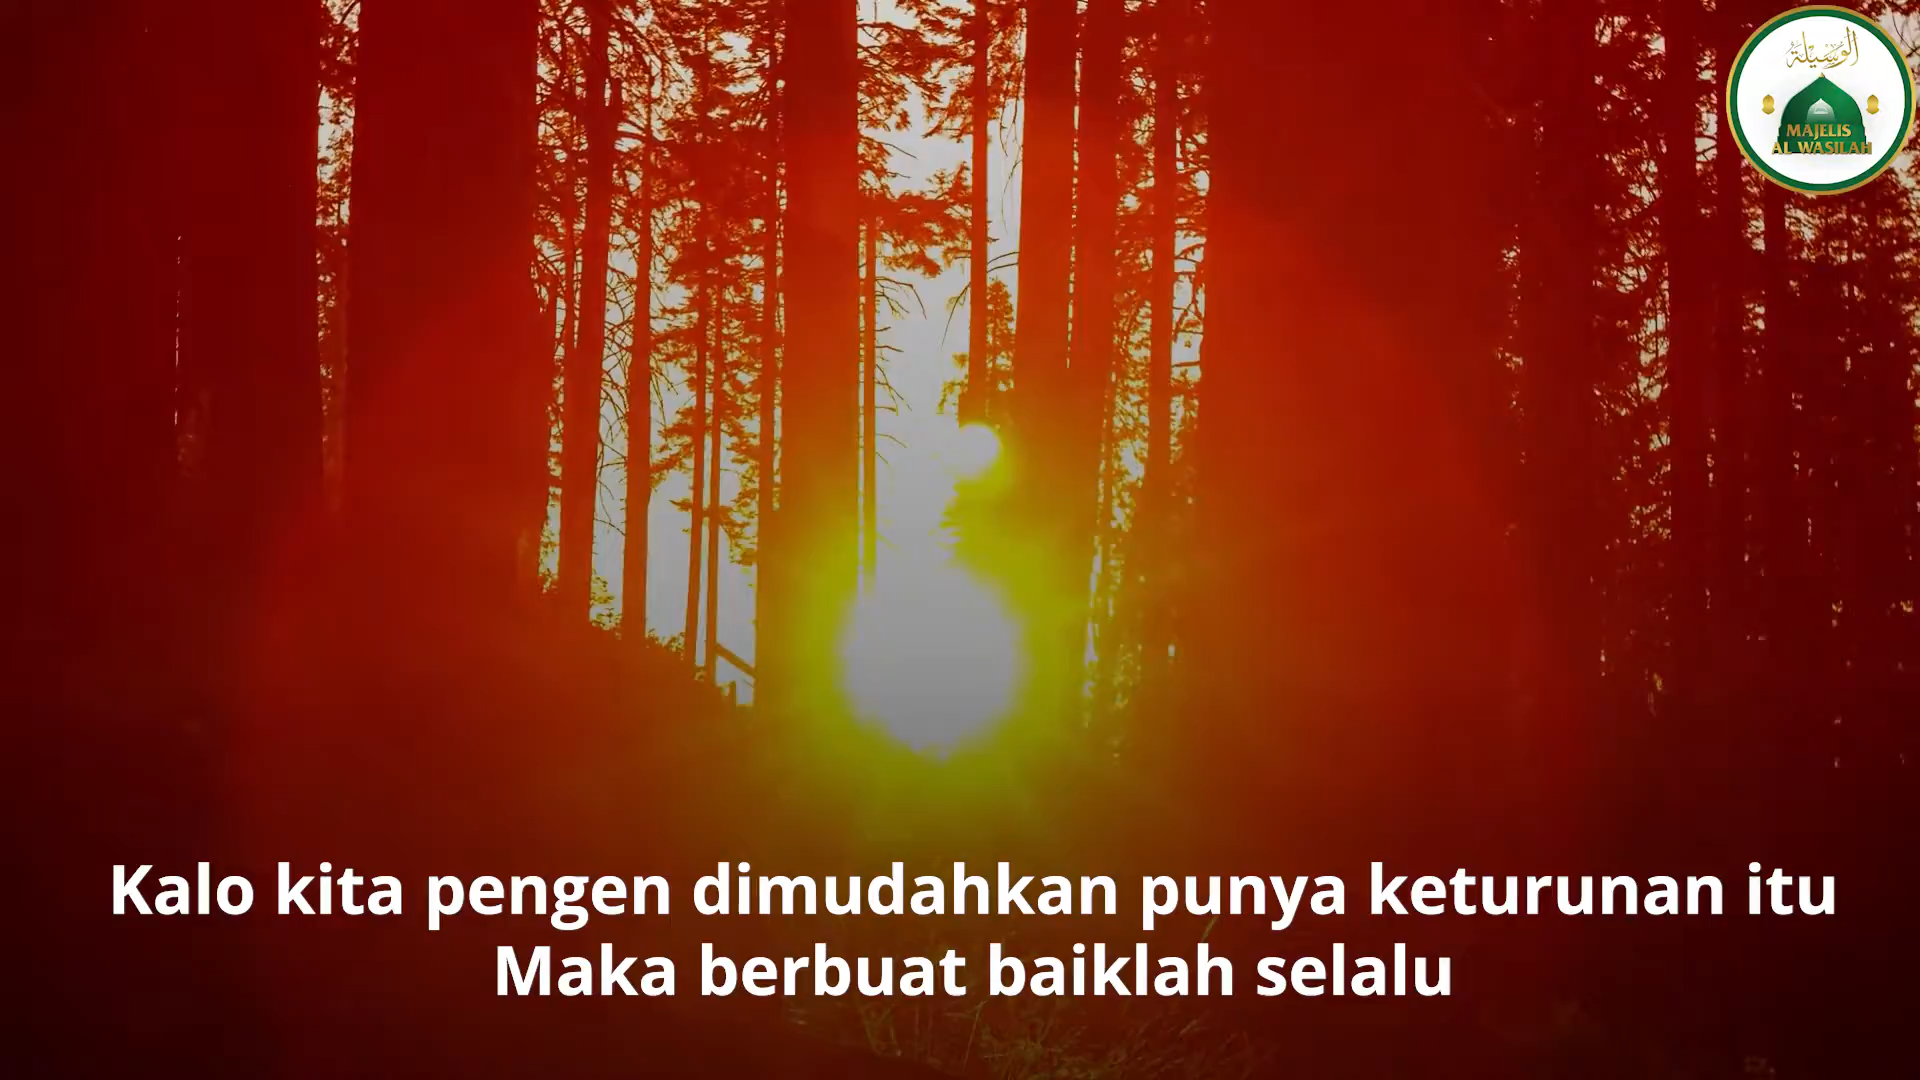 الوسيلة
MAJELIS
AL WASILAH
Kalo kita pengen dimudahkan punya keturunan itu
Maka berbuat baiklah selalu